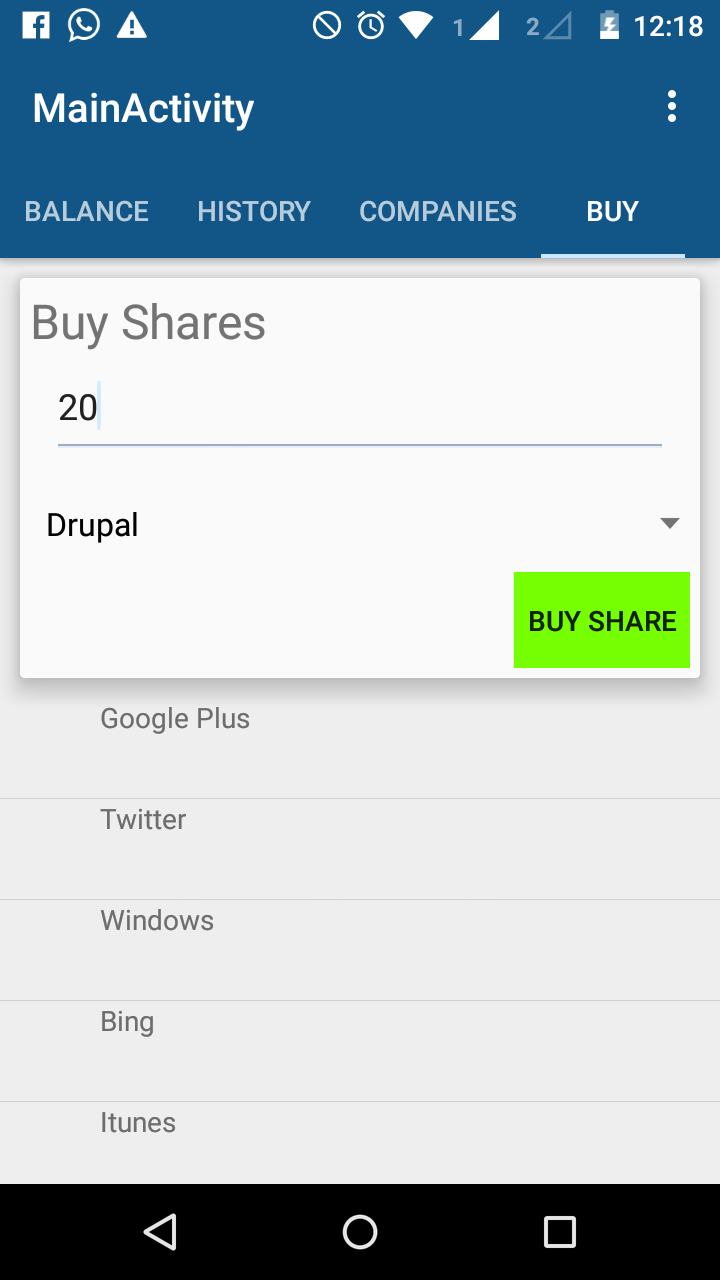 1 2 12:18
MainActivity
BALANCE HISTORY COMPANIES BUY
Buy Shares
20
Drupal
BUY SHARE
Google Plus
Twitter
Windows
Bing
Itunes